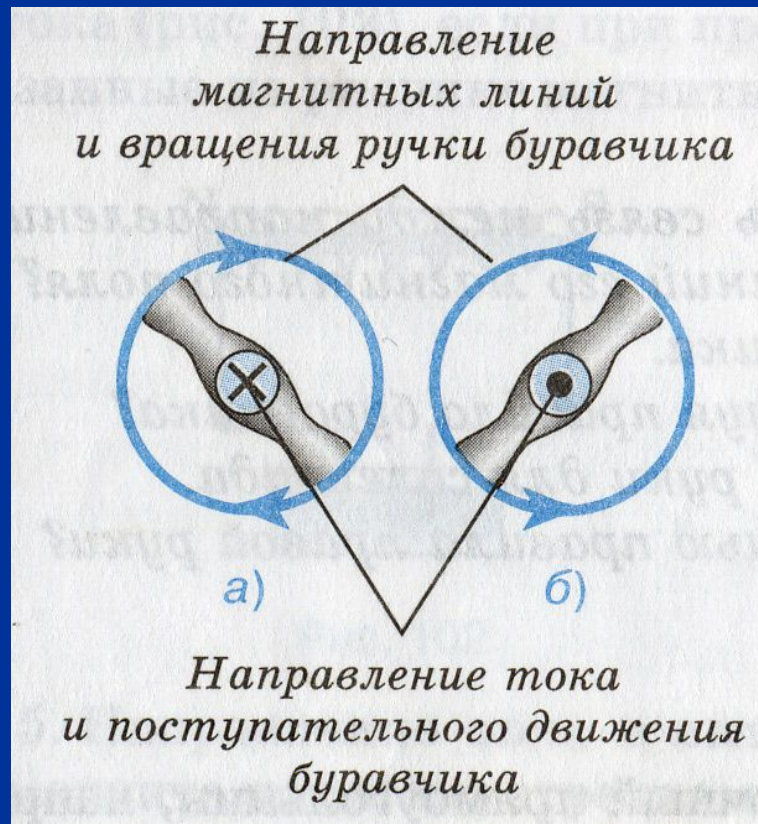 Направление
магнитных линий
и вращения ручки буравчика
а)
б)
Направление тока
и поступательного движения
буравчика